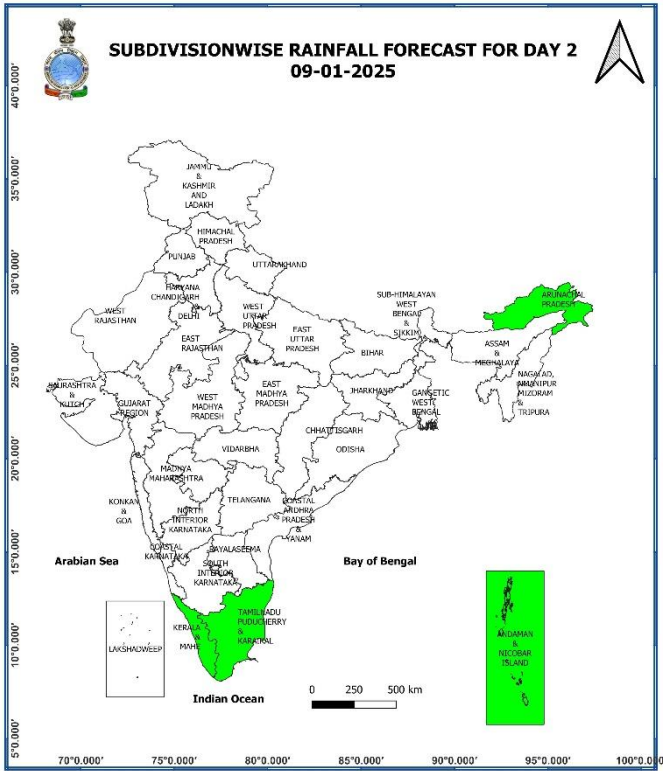 SUBDIVISIONWISE RAINFALL FORECAST FOR DAY 2
09-01-2025
40°0.000'
35°0.000'
30°0.000'
25°0.000'
20°0.000'
15°0.000'
10°0.000'
5°0.000'
JAMMU
&
KASHMIR
AND
LADAKH
HIMACHAL
PRADESH
PUNJAB
UTTARAKHAND
HARYANA
CHANDIGARH
&
DELHI
WEST
RAJASTHAN
WEST
UTTAR
PRADESH
EAST
RAJASTHAN
EAST
UTTAR
PRADESH
SUB-HIMALAYAN
WEST
BENGAL
&
SIKKIM
ARUNACHAL
PRADESH
BIHAR
ASSAM
&
MEGHALAYA
NAGALAD,
MANIPUR
MIZORAM
&
TRIPURA
SAURASHTRA
&
KUTCH
GUJARAT
REGION
WEST
MADHYA
PRADESH
EAST
MADHYA
PRADESH
JHARKHAND
GANGETIC
WEST
BENGAL
CHHATTISGARH
ODISHA
VIDARBHA
MADHYA
MAHARASHTRA
KONKAN
&
GOA
NORTH
INTERIOR
KARNATAKA
TELANGANA
COASTAL
ANDHRA
PRADESH
&
YANAM
Arabian Sea
COASTAL
KARNATAKA
RAYALASEEMA
SOUTH
INTERIOR
KARNATAKA
Bay of Bengal
LAKSHADWEEP
KERALA
&
MAHE
TAMILNADU
PUDUCHERRY
&
KARAIKAL
ANDAMAN
&
NICOBAR
ISLAND
Indian Ocean
0 250 500 km
70°0.000' 75°0.000' 80°0.000' 85°0.000' 90°0.000' 95°0.000' 100°0.000'